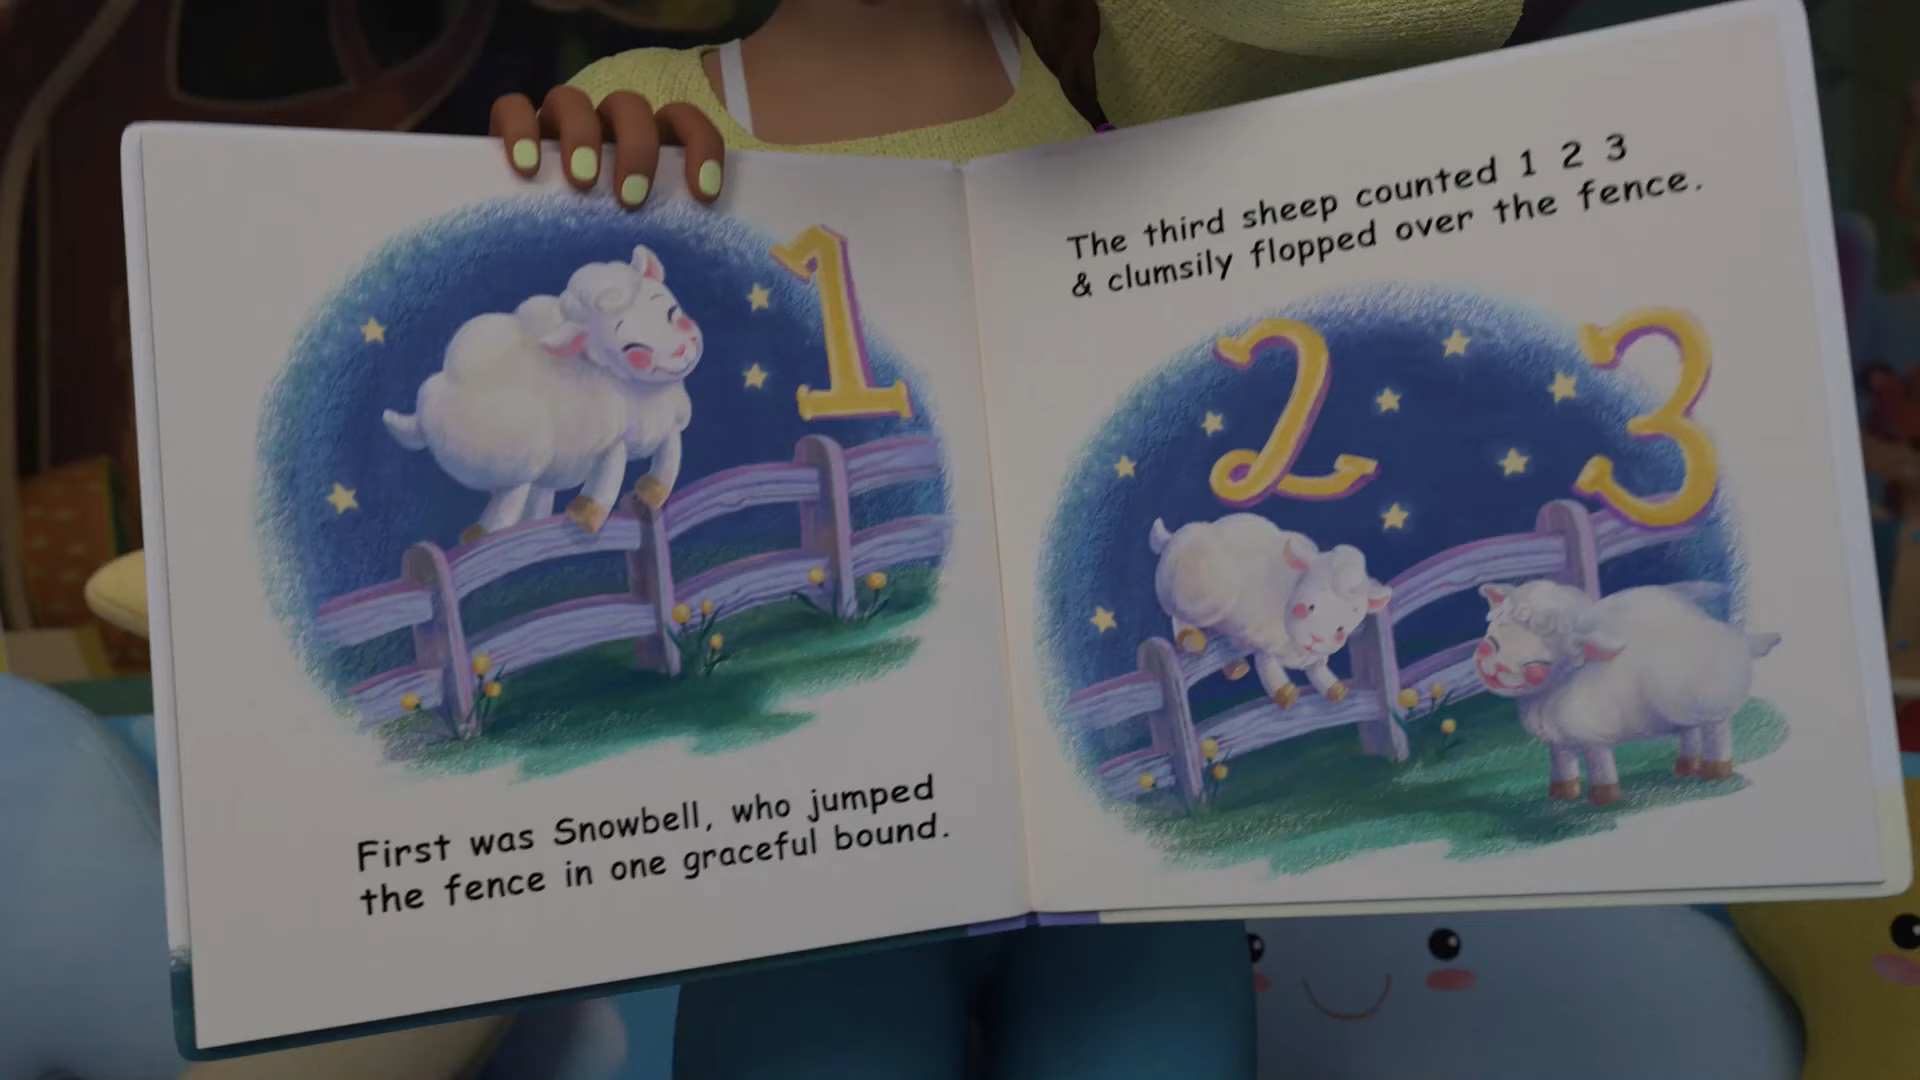 1
First was Snowbell, who jumped
the fence in one graceful bound.
The third sheep counted 1 2 3
& clumsily flopped over the fence.
2 3